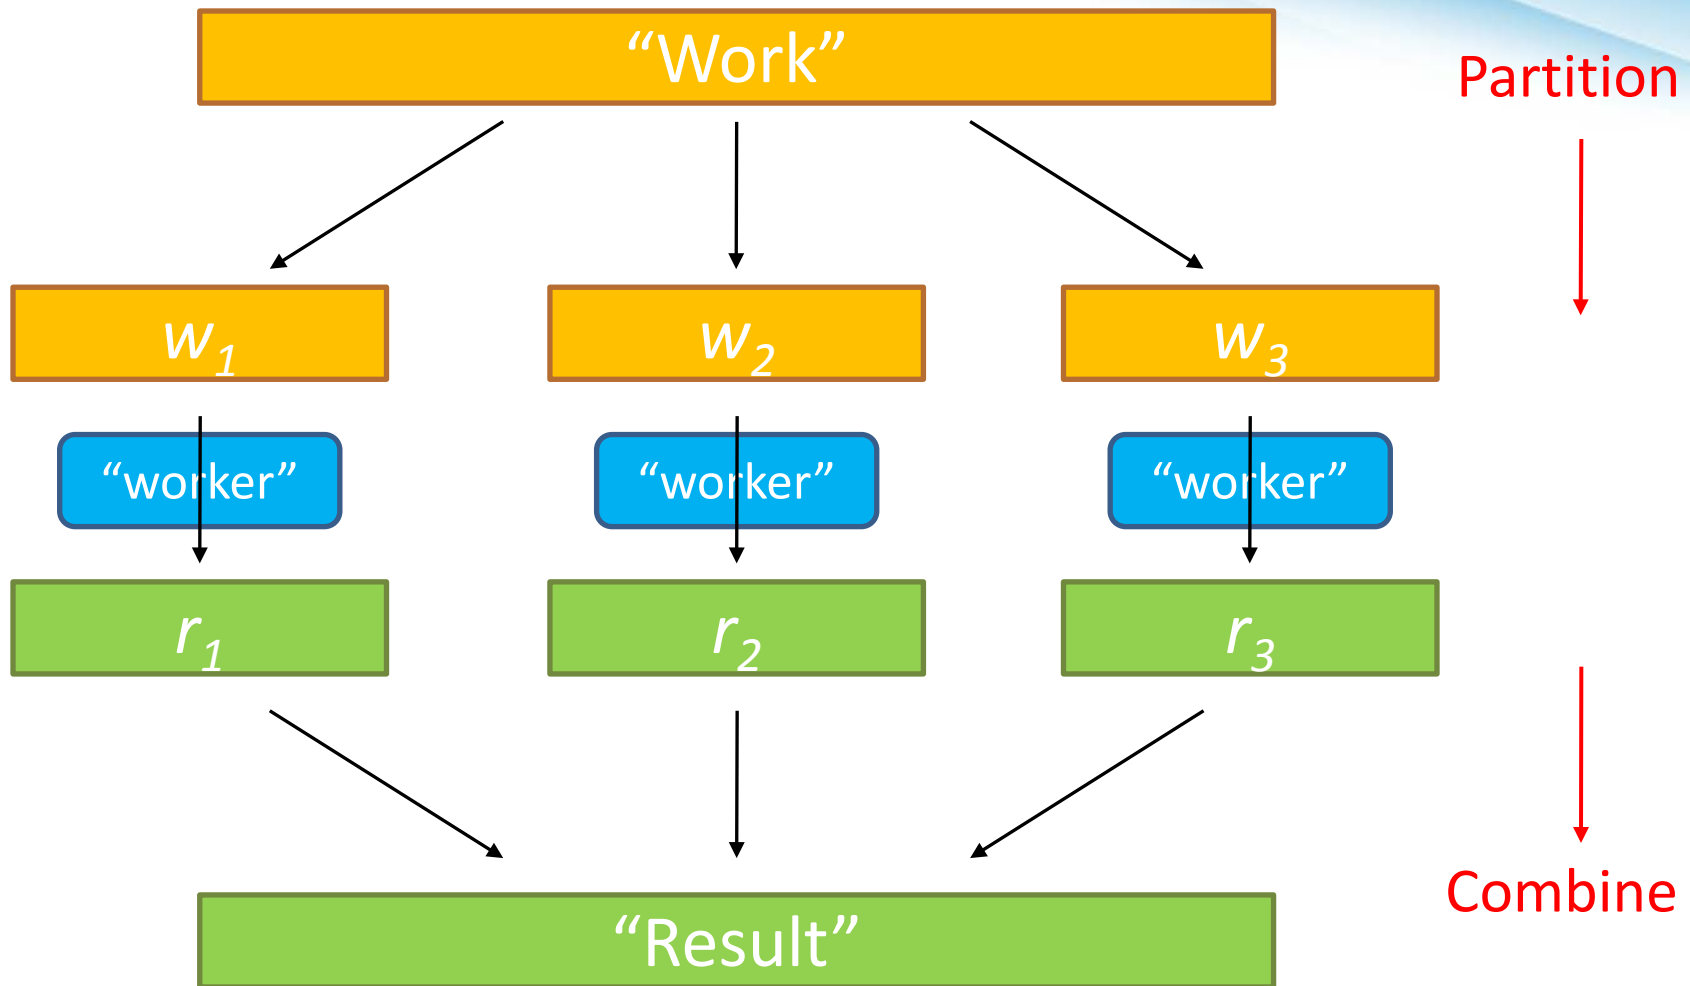 “Work”
Partition
w1
w2
w3
“worker”
“worker”
“worker”
r1
r2
r3
Combine
“Result”